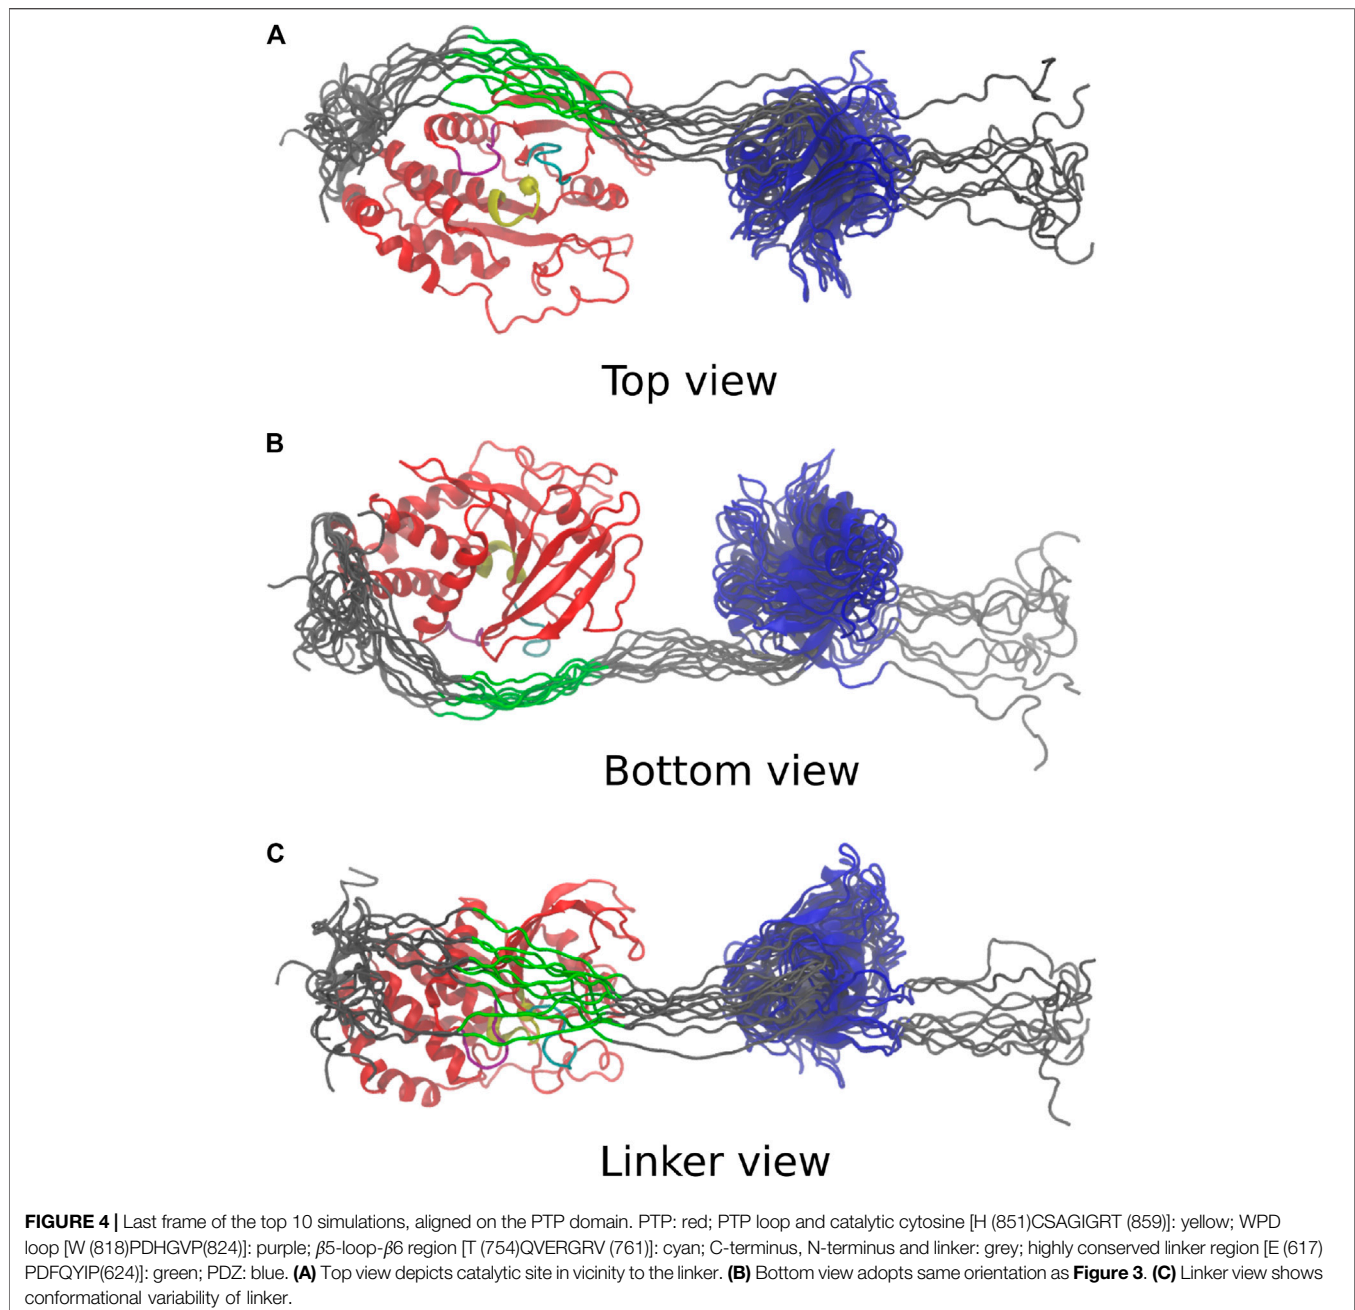 A
Top view
B
Bottom view
C
Linker view
FIGURE 4 | Last frame of the top 10 simulations, aligned on the PTP domain. PTP: red; PTP loop and catalytic cytosine [H (851)CSAGIGRT (859)]: yellow; WPD
loop [W (818)PDHGVP(824)]: purple; β5-loop-β6 region [T (754)QVERGRV (761)]: cyan; C-terminus, N-terminus and linker: grey; highly conserved linker region [E (617)
PDFQYIP(624)]: green; PDZ: blue. (A) Top view depicts catalytic site in vicinity to the linker. (B) Bottom view adopts same orientation as Figure 3. (C) Linker view shows
conformational variability of linker.